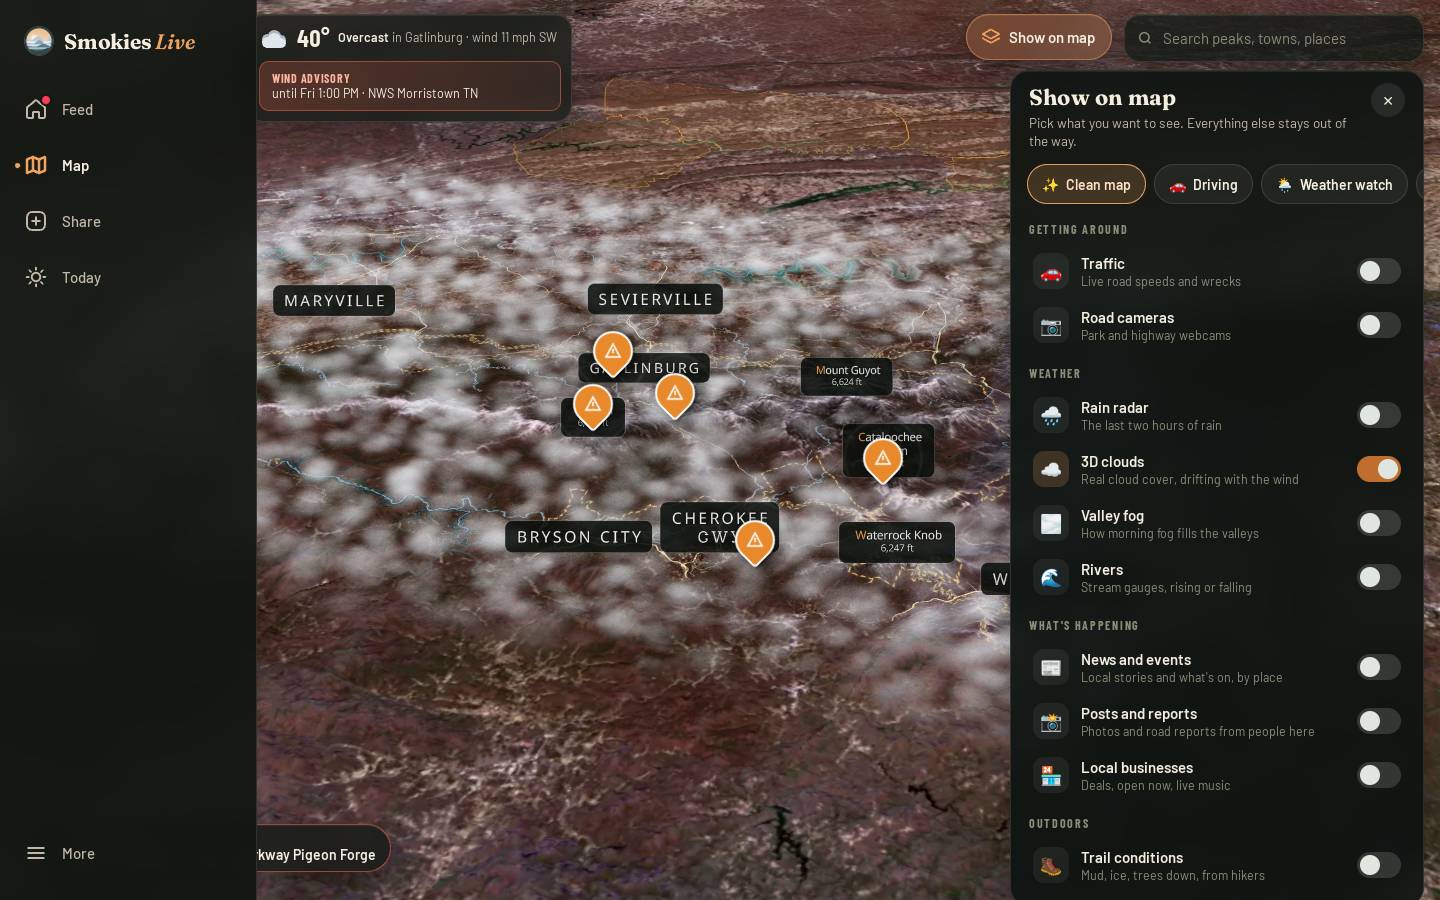 Smokies Live
Feed
Map
Share
Today
More
40° Overcast in Gatlinburg · wind 11 mph SW
WIND ADVISORY
until Fri 1:00 PM · NWS Morristown TN
Show on map
Search peaks, towns, places
MARYVILLE
SEVIERVILLE
Mount Guyot
6,624 ft
Cataloochee
BRYSON CITY
CHEROKEE
Waterrock Knob
6,247 ft
Pigeon Forge
Show on map
Pick what you want to see. Everything else stays out of
the way.
Clean map
Driving
Weather watch
GETTING AROUND
Traffic
Live road speeds and wrecks
Road cameras
Park and highway webcams
WEATHER
Rain radar
The last two hours of rain
3D clouds
Real cloud cover, drifting with the wind
Valley fog
How morning fog fills the valleys
Rivers
Stream gauges, rising or falling
WHAT'S HAPPENING
News and events
Local stories and what's on, by place
Posts and reports
Photos and road reports from people here
Local businesses
Deals, open now, live music
OUTDOORS
Trail conditions
Mud, ice, trees down, from hikers